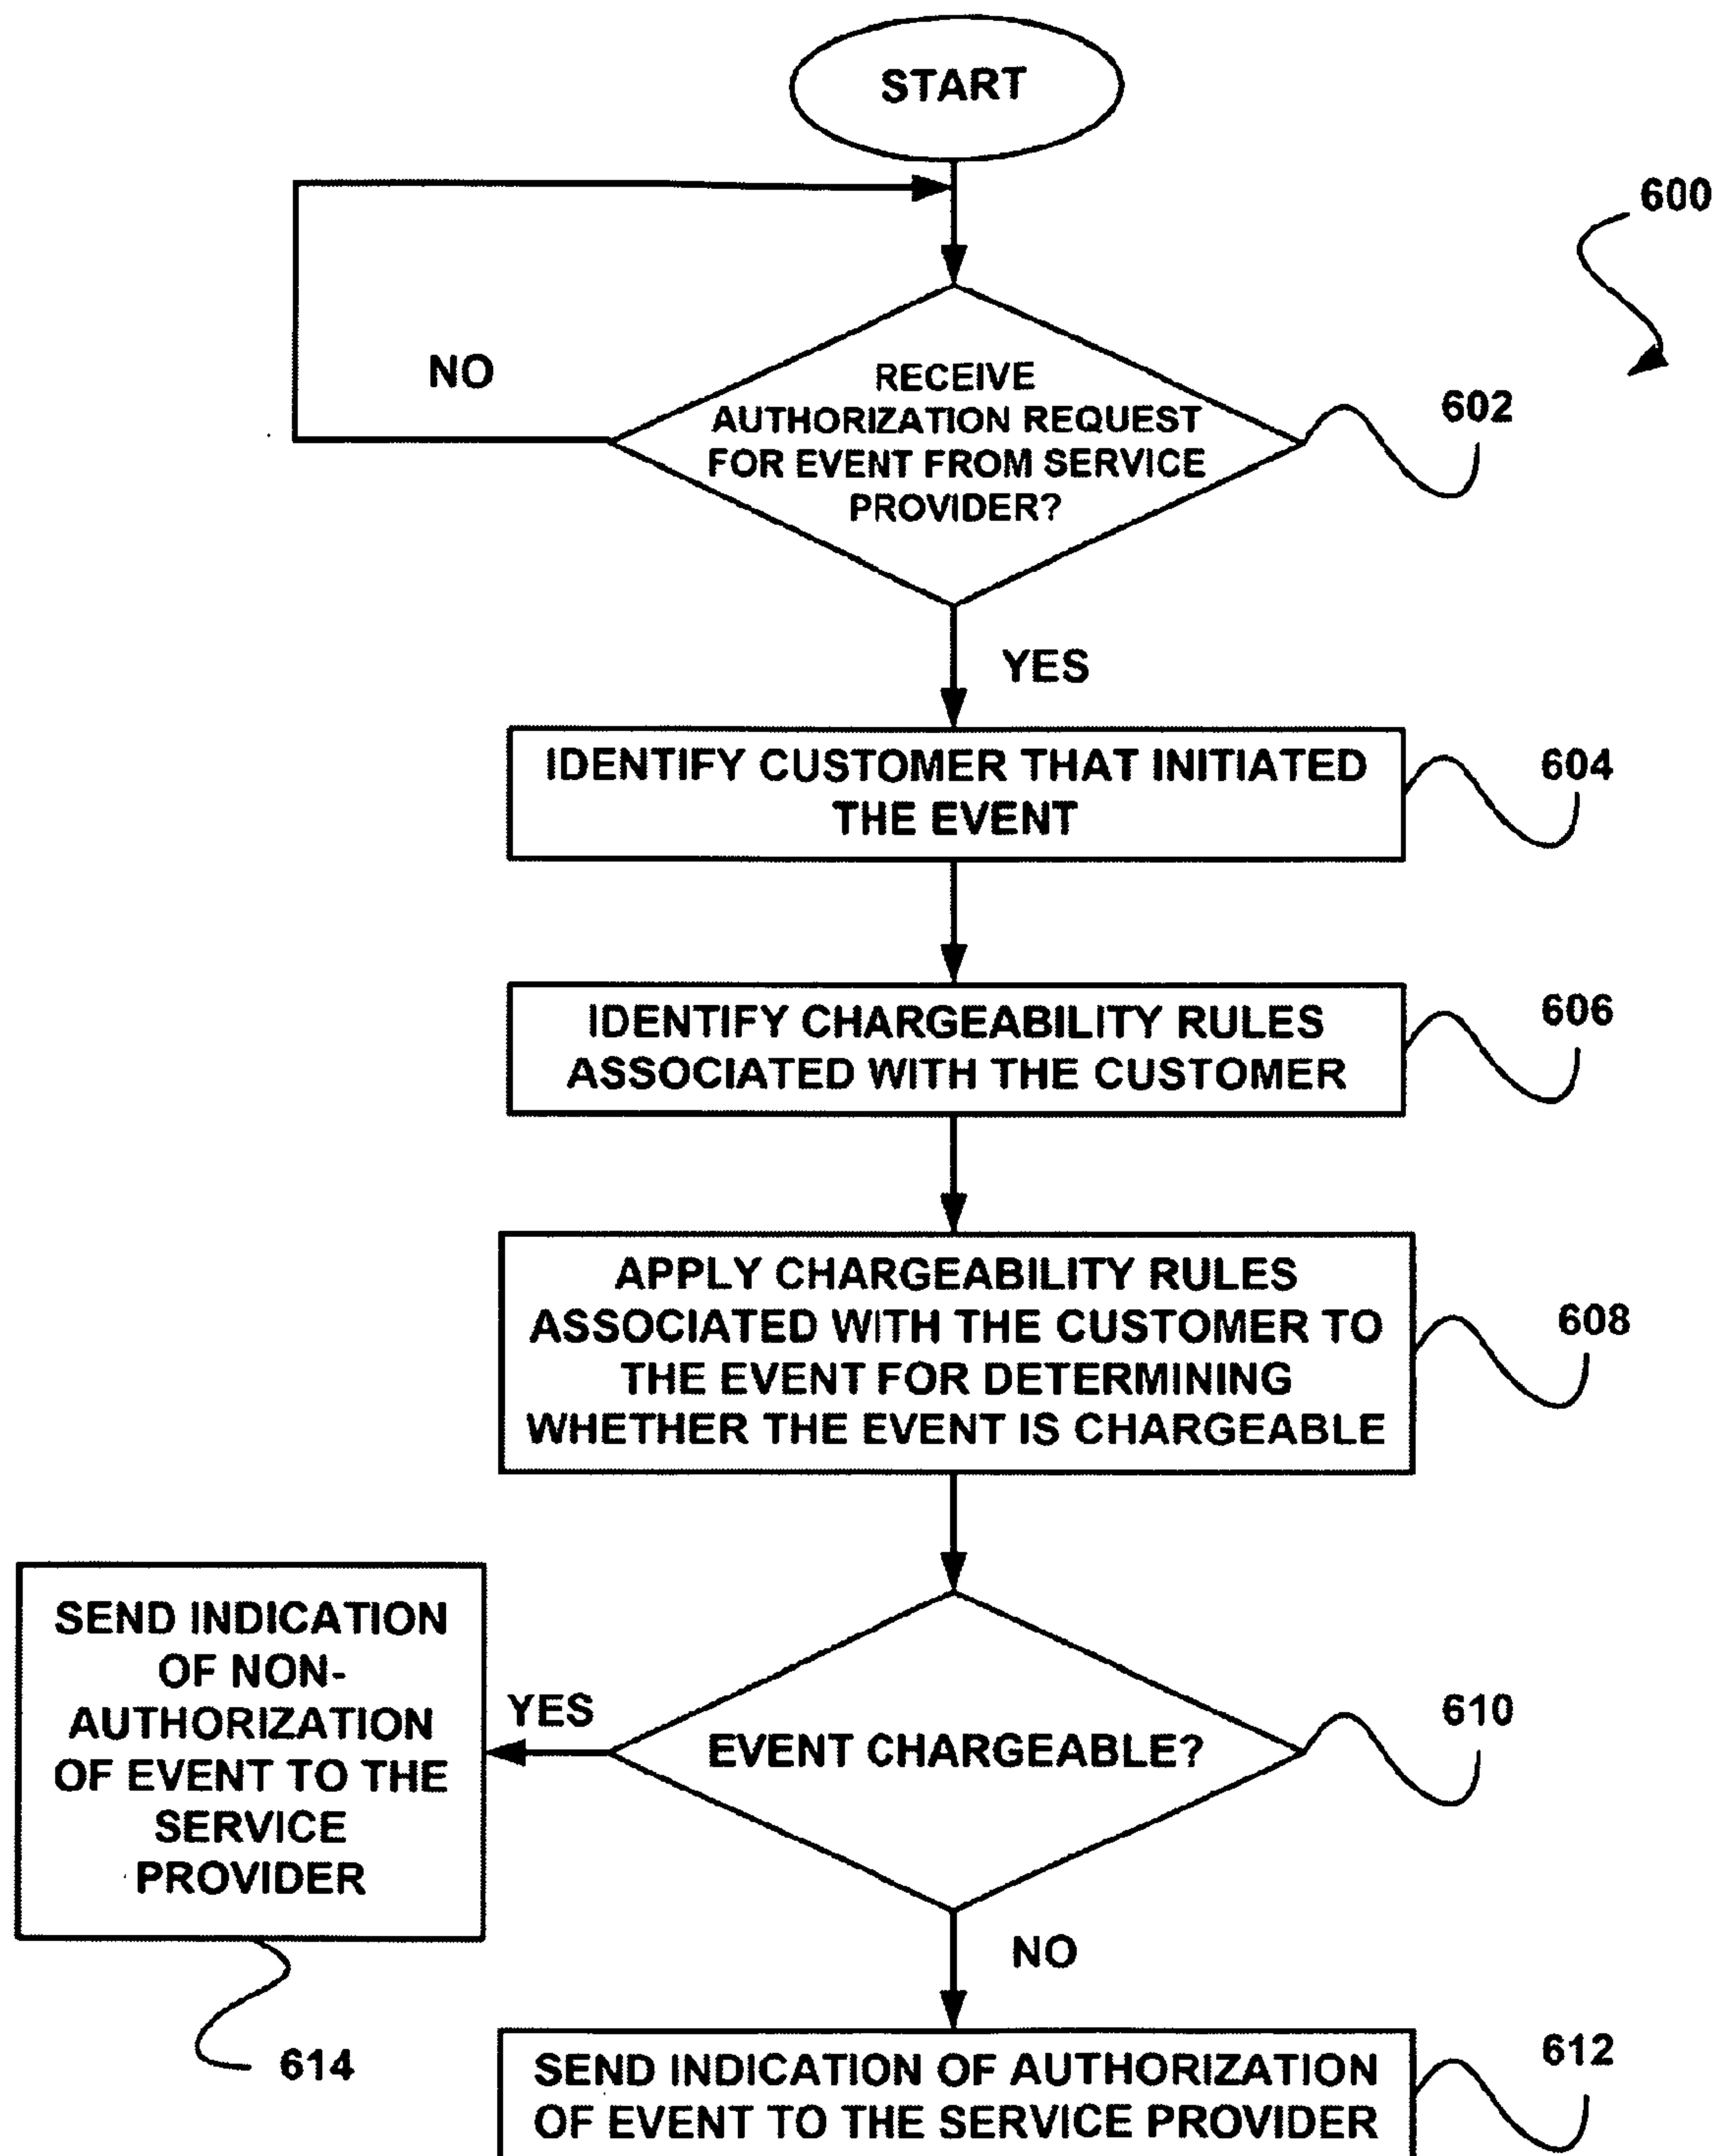 START
600
NO
RECEIVE
AUTHORIZATION REQUEST
FOR EVENT FROM SERVICE
PROVIDER?
602
YES
IDENTIFY CUSTOMER THAT INITIATED
THE EVENT
604
IDENTIFY CHARGEABILITY RULES
ASSOCIATED WITH THE CUSTOMER
606
APPLY CHARGEABILITY RULES
ASSOCIATED WITH THE CUSTOMER TO
THE EVENT FOR DETERMINING
WHETHER THE EVENT IS CHARGEABLE
608
EVENT CHARGEABLE?
610
YES
SEND INDICATION
OF NON-
AUTHORIZATION
OF EVENT TO THE
SERVICE
PROVIDER
614
NO
SEND INDICATION OF AUTHORIZATION
OF EVENT TO THE SERVICE PROVIDER
612